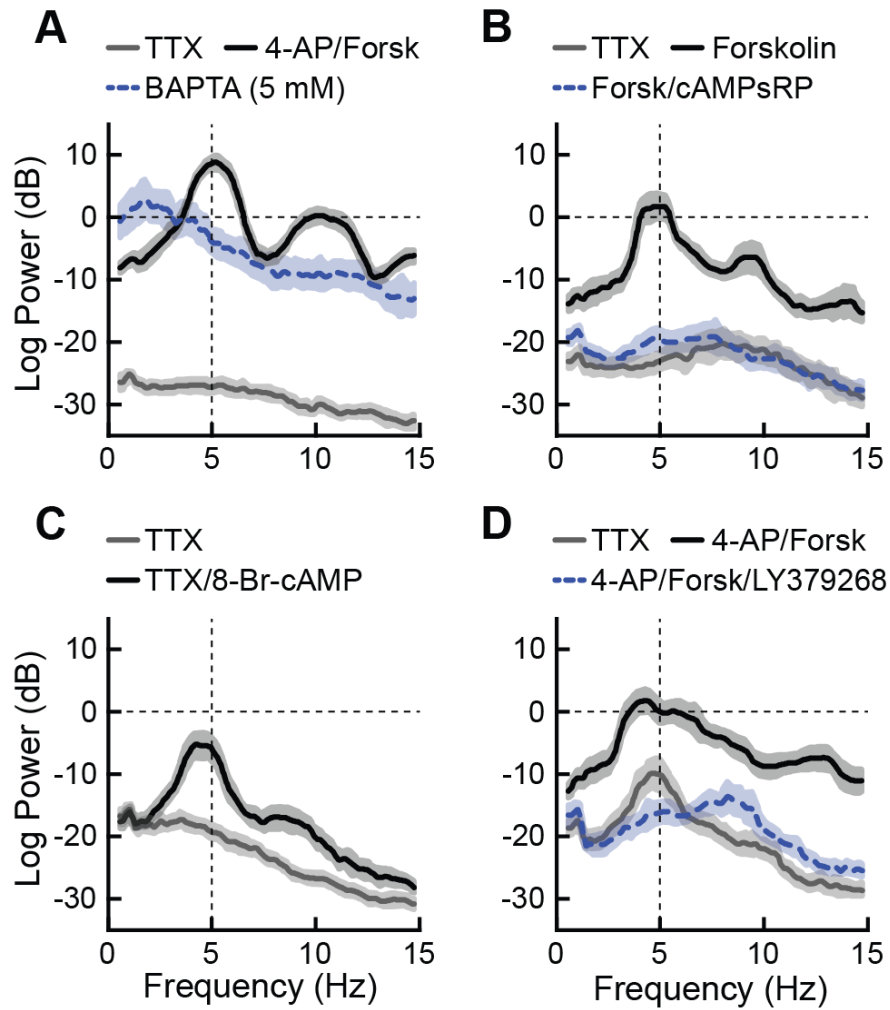 A
TTX 4-AP/Forsk
BAPTA (5 mM)
Log Power (dB)
10
0
-10
-20
-30
0 5 10 15
B
TTX Forskolin
Forsk/cAMPsRP
10
0
-10
-20
-30
0 5 10 15
C
TTX
TTX/8-Br-cAMP
Log Power (dB)
10
0
-10
-20
-30
0 5 10 15
Frequency (Hz)
D
TTX 4-AP/Forsk
4-AP/Forsk/LY379268
10
0
-10
-20
-30
0 5 10 15
Frequency (Hz)